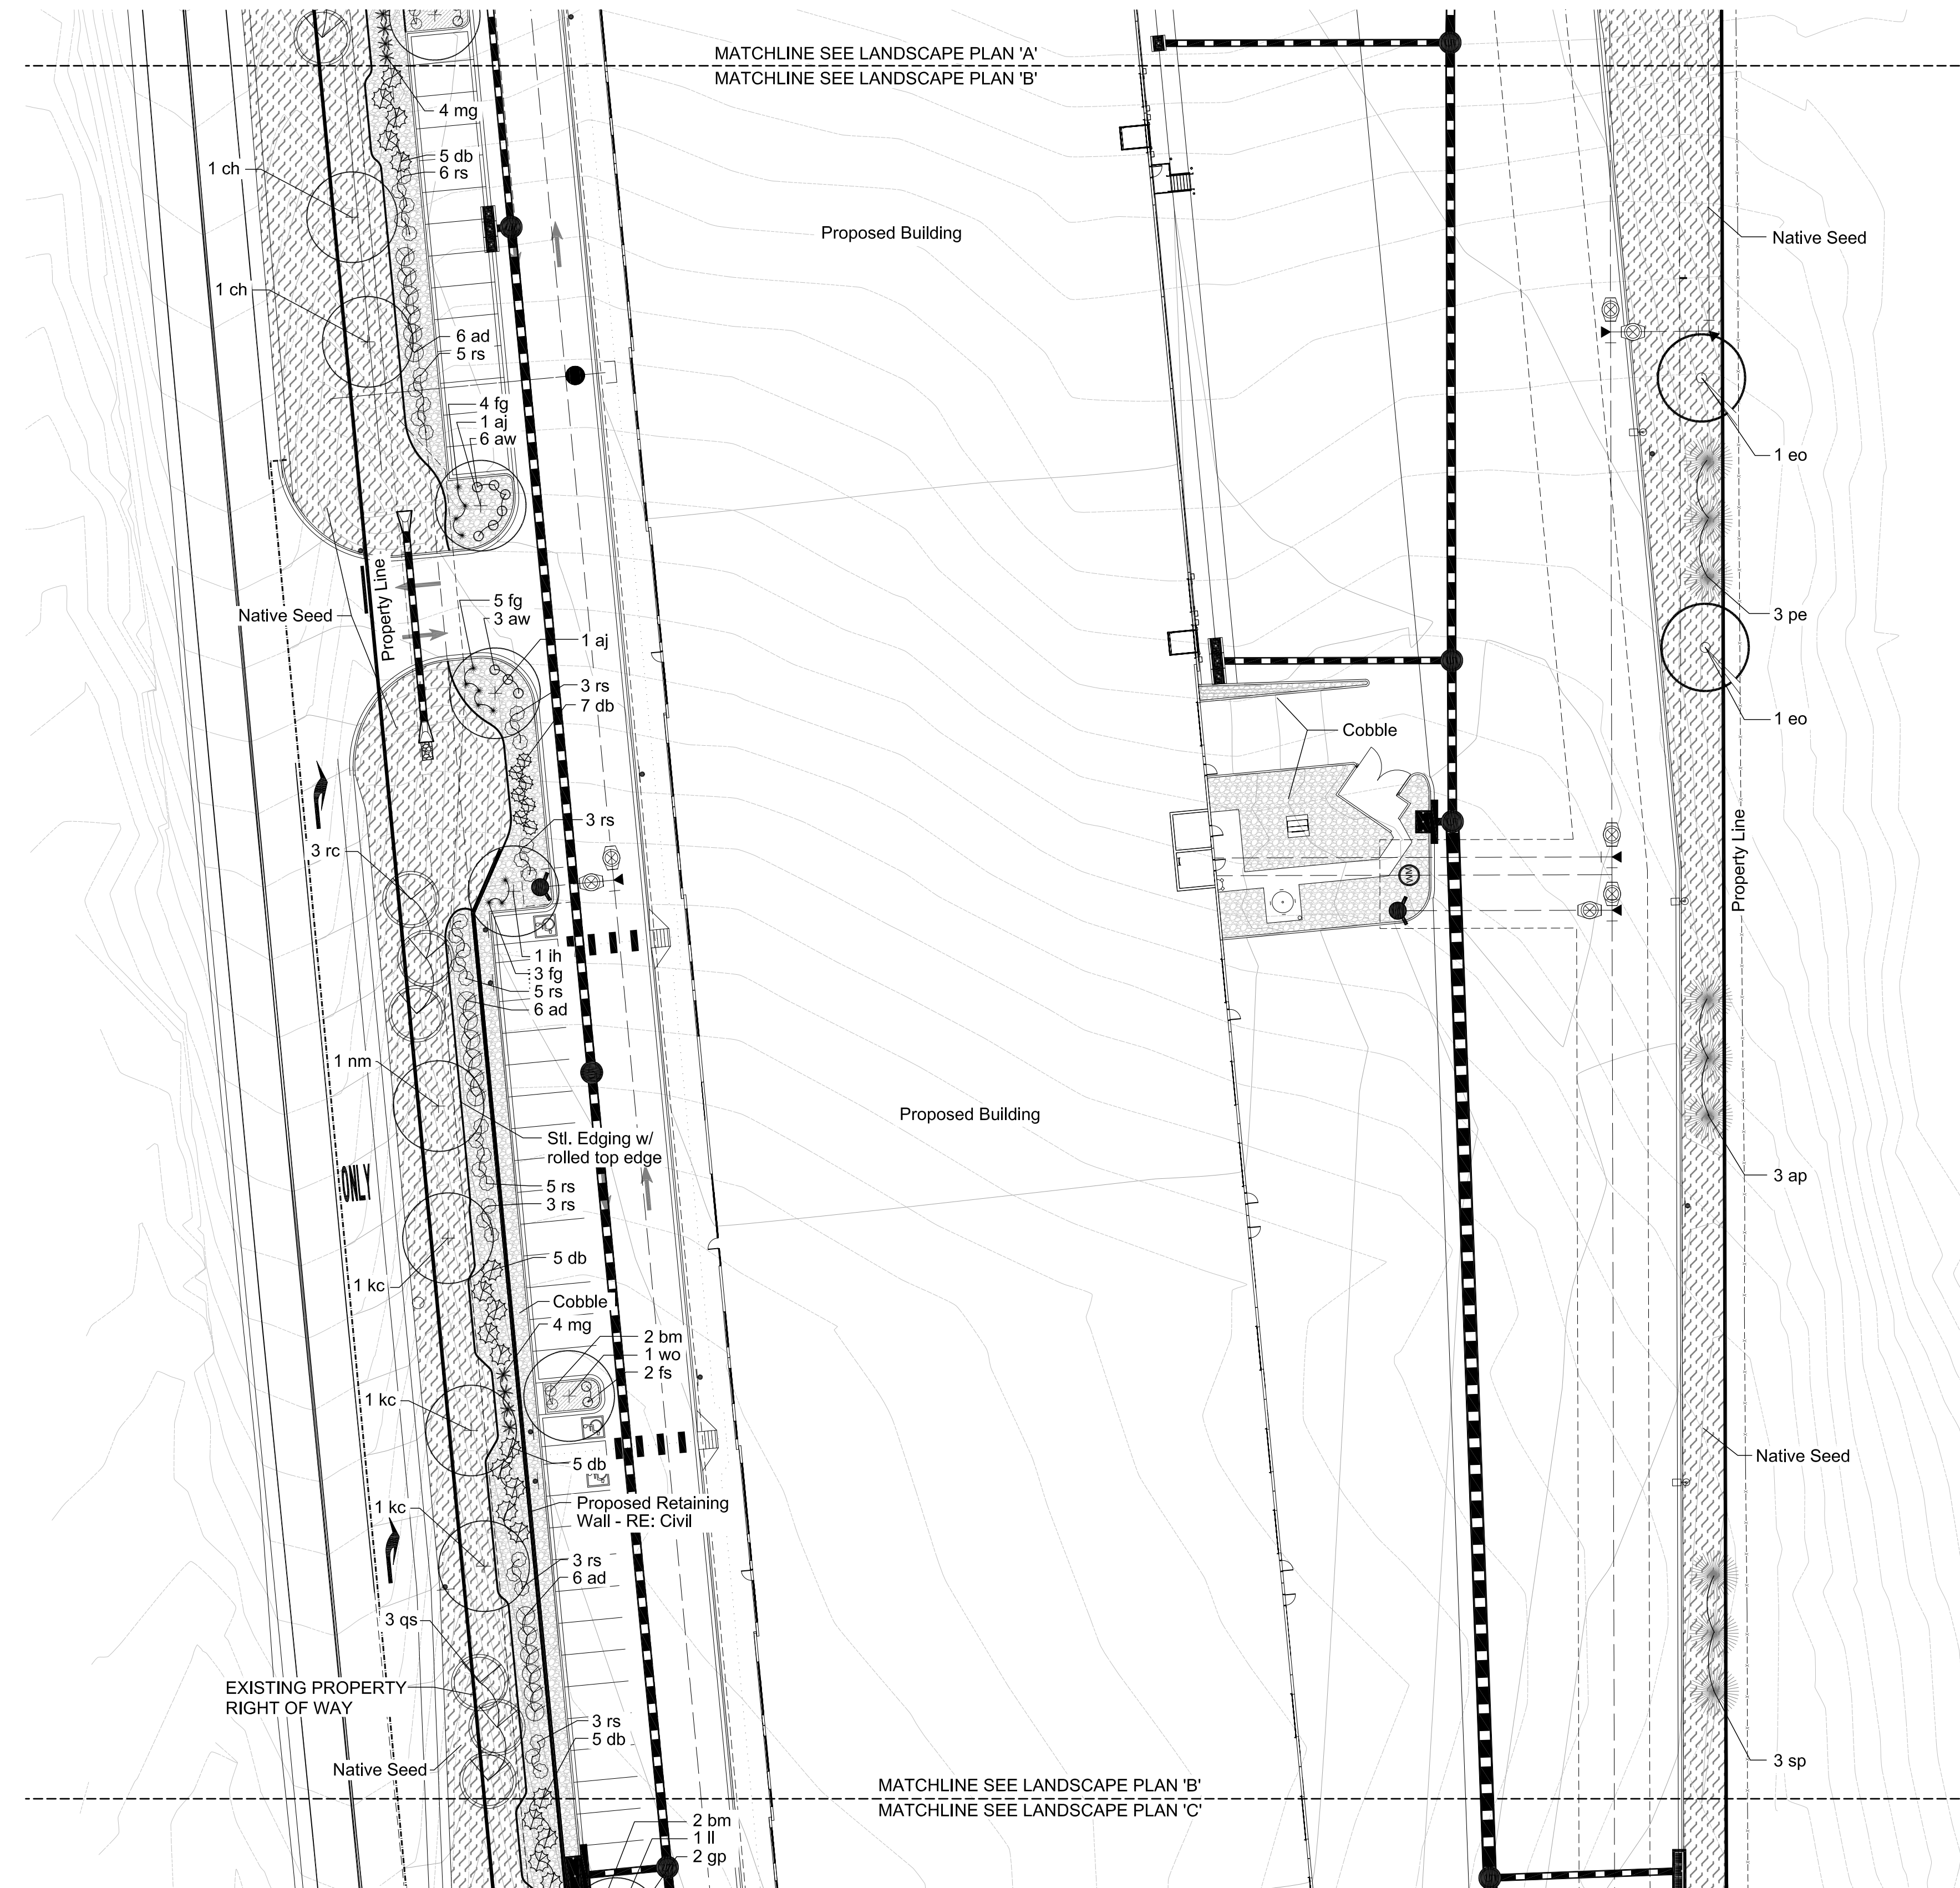 MATCHLINE SEE LANDSCAPE PLAN 'A'
MATCHLINE SEE LANDSCAPE PLAN 'B'
4 mg
5 db
6 rs
1 ch
Proposed Building
Native Seed
1 ch
6 ad
5 rs
4 fg
1 aj
6 aw
1 eo
Property Line
Native Seed
5 fg
3 aw
1 aj
3 pe
3 rs
7 db
1 eo
Cobble
3 rs
3 rc
Property Line
WM
1 ih
3 fg
5 rs
6 ad
1 nm
Proposed Building
Stl. Edging w/
rolled top edge
ONLY
5 rs
3 rs
3 ap
5 db
1 kc
Cobble
4 mg
2 bm
1 wo
2 fs
1 kc
5 db
Native Seed
1 kc
Proposed Retaining
Wall - RE: Civil
3 rs
6 ad
3 qs
EXISTING PROPERTY
RIGHT OF WAY
3 rs
5 db
Native Seed
3 sp
MATCHLINE SEE LANDSCAPE PLAN 'B'
MATCHLINE SEE LANDSCAPE PLAN 'C'
2 bm
1 ll
2 gp